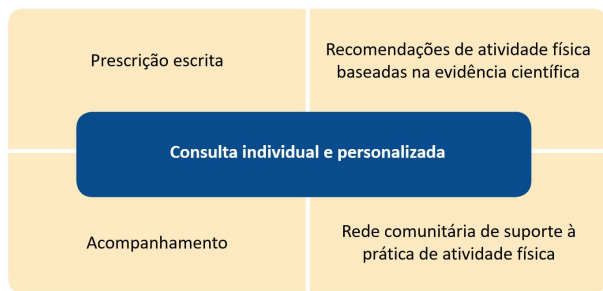 Prescrição escrita
Recomendações de atividade física
baseadas na evidência científica
Consulta individual e personalizada
Acompanhamento
Rede comunitária de suporte à
prática de atividade física